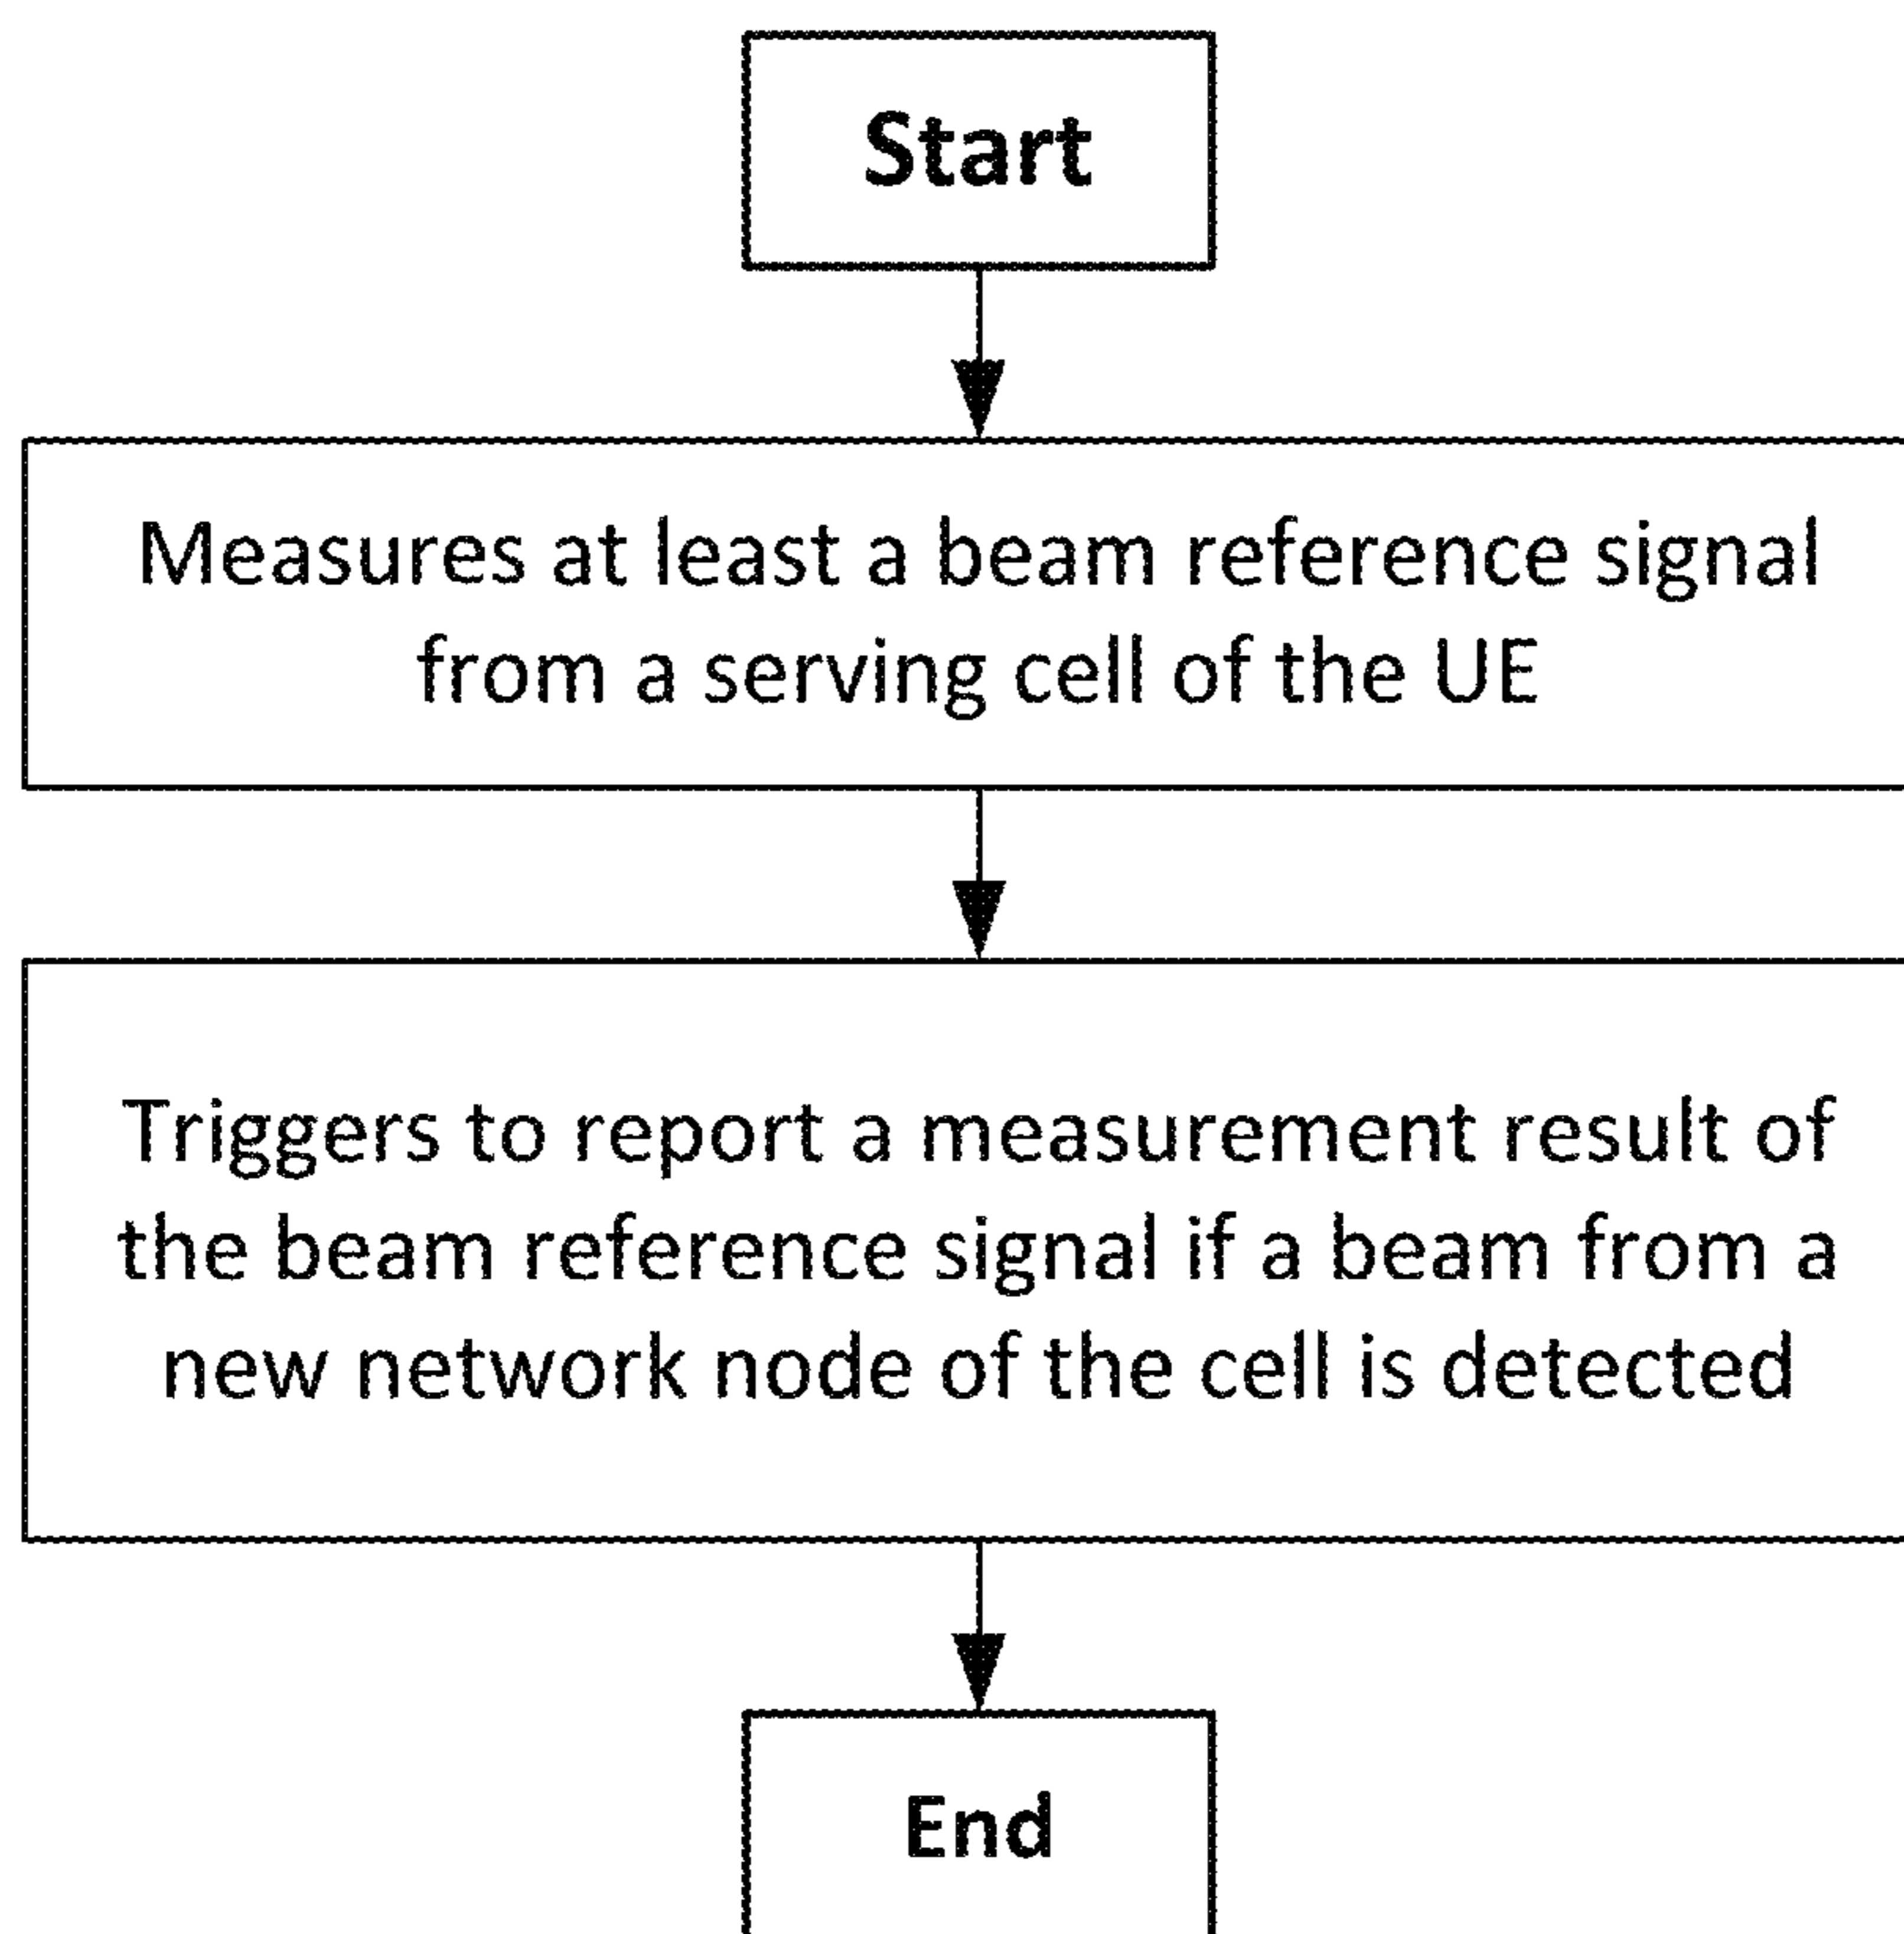 Start
Measures at least a beam reference signal
from a serving cell of the UE
Triggers to report a measurement result of
the beam reference signal if a beam from a
new network node of the cell is detected
End